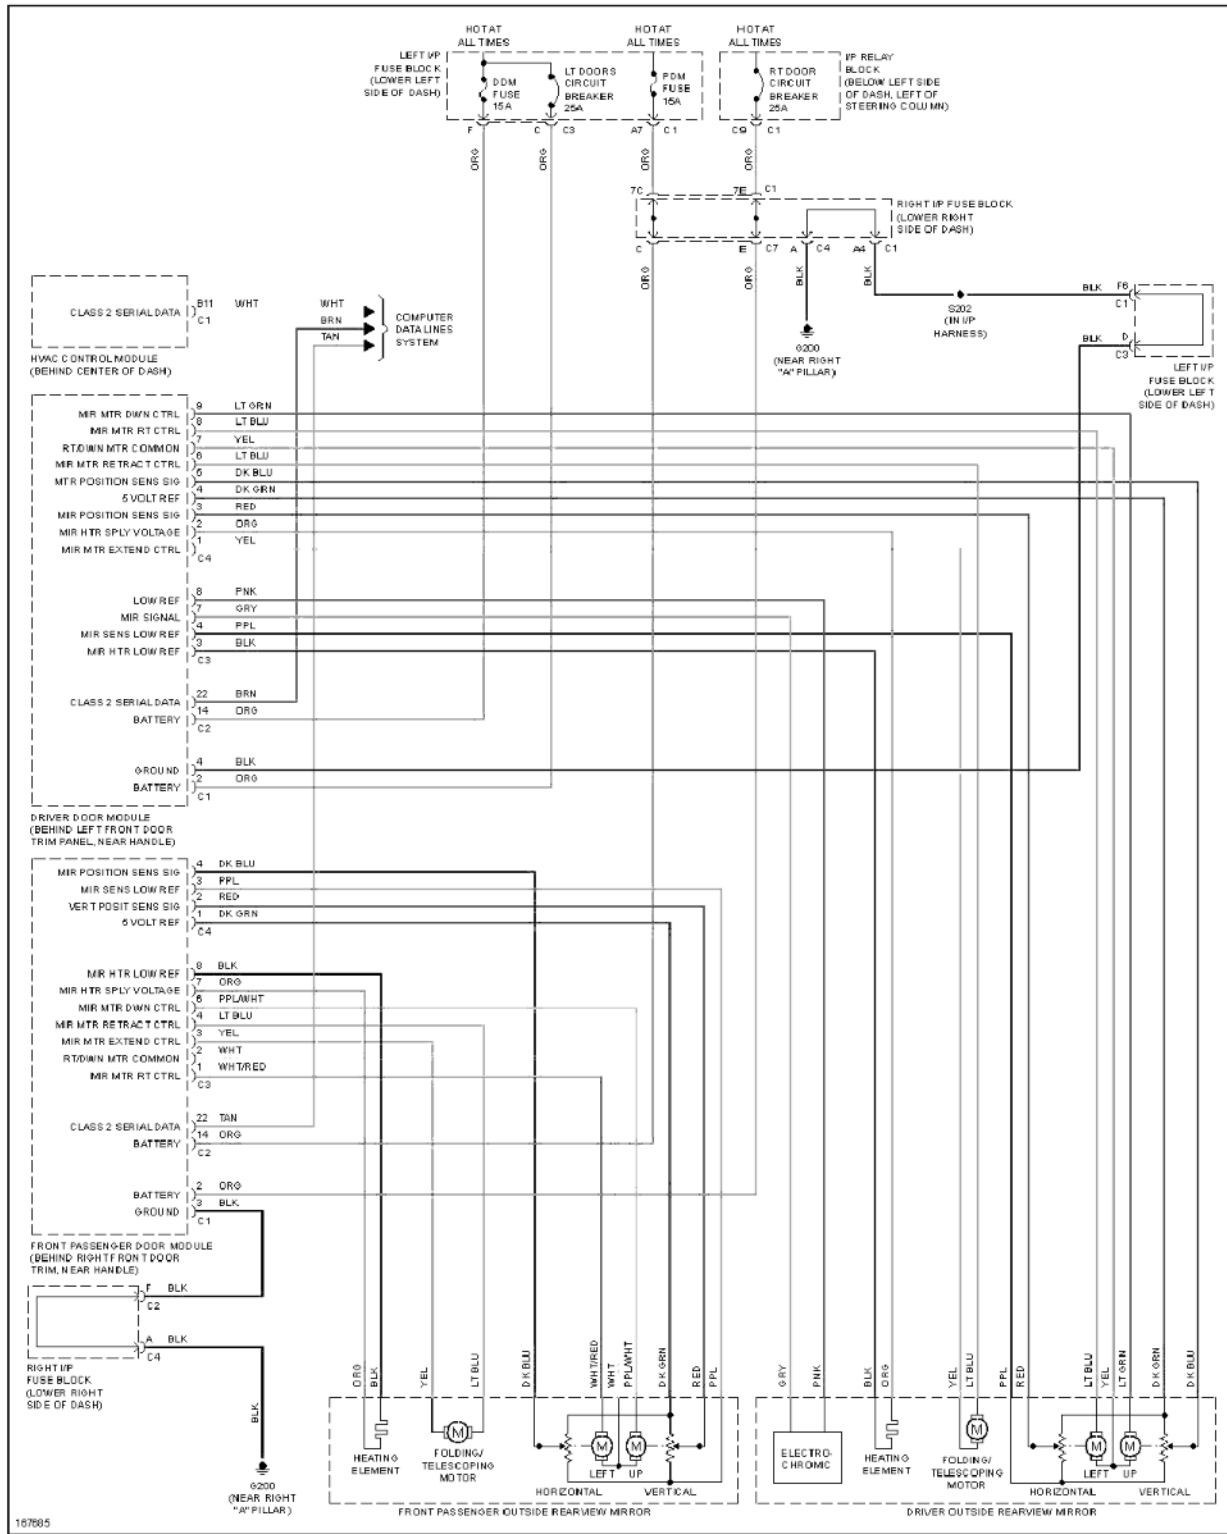 HOT AT
ALL TIMES
HOT AT
ALL TIMES
HOT AT
ALL TIMES
LEFT I/P
FUSE BLOCK
(LOWER LEFT
SIDE OF DASH)
DDM
FUSE
15A
LT DOORS
CIRCUIT
BREAKER
25A
PDM
FUSE
15A
RT DOOR
CIRCUIT
BREAKER
25A
I/P RELAY
BLOCK
(BELOW LEFT SIDE
OF DASH, LEFT OF
STEERING COLUMN)
F
C
C3
A7
C1
C9
C1
ORG
ORG
ORG
ORG
7C
7E
C1
RIGHT I/P FUSE BLOCK
(LOWER RIGHT
SIDE OF DASH)
C
E
C7
A
C4
A4
C1
ORG
ORG
BLK
BLK
BLK
F6
C1
S202
(IN I/P
HARNESS)
BLK
D
C3
G200
(NEAR RIGHT
"A" PILLAR)
LEFT I/P
FUSE BLOCK
(LOWER LEFT
SIDE OF DASH)
CLASS 2 SERIAL DATA
B11
WHT
C1
HVAC CONTROL MODULE
(BEHIND CENTER OF DASH)
WHT
BRN
TAN
COMPUTER
DATA LINES
SYSTEM
MIR MTR DWN CTRL 9 LT GRN
MIR MTR RT CTRL 8 LT BLU
RT/DWN MTR COMMON 7 YEL
MIR MTR RETRACT CTRL 6 LT BLU
MTR POSITION SENS SIG 5 DK BLU
5 VOLT REF 4 DK GRN
MIR POSITION SENS SIG 3 RED
MIR HTR SPLY VOLTAGE 2 ORG
MIR MTR EXTEND CTRL 1 YEL
C4
LOW REF 8 PNK
MIR SIGNAL 7 GRY
MIR SENS LOW REF 4 PPL
MIR HTR LOW REF 3 BLK
C3
CLASS 2 SERIAL DATA 22 BRN
BATTERY 14 ORG
C2
GROUND 4 BLK
BATTERY 2 ORG
C1
DRIVER DOOR MODULE
(BEHIND LEFT FRONT DOOR
TRIM PANEL, NEAR HANDLE)
MIR POSITION SENS SIG 4 DK BLU
MIR SENS LOW REF 3 PPL
VERT POSIT SENS SIG 2 RED
5 VOLT REF 1 DK GRN
C4
MIR HTR LOW REF 8 BLK
MIR HTR SPLY VOLTAGE 7 ORG
MIR MTR DWN CTRL 6 PPL/WHT
MIR MTR RETRACT CTRL 4 LT BLU
MIR MTR EXTEND CTRL 3 YEL
RT/DWN MTR COMMON 2 WHT
MIR MTR RT CTRL 1 WHT/RED
C3
CLASS 2 SERIAL DATA 22 TAN
BATTERY 14 ORG
C2
BATTERY 2 ORG
GROUND 3 BLK
C1
FRONT PASSENGER DOOR MODULE
(BEHIND RIGHT FRONT DOOR
TRIM, NEAR HANDLE)
F BLK
C2
A BLK
C4
RIGHT I/P
FUSE BLOCK
(LOWER RIGHT
SIDE OF DASH)
BLK
G200
(NEAR RIGHT
"A" PILLAR)
ORG
BLK
YEL
LT BLU
DK BLU
WHT/RED
WHT
PPL/WHT
DK GRN
RED
PPL
GRY
PNK
BLK
ORG
YEL
LT BLU
PPL
RED
LT BLU
YEL
LT GRN
DK GRN
DK BLU
HEATING
ELEMENT
M
FOLDING/
TELESCOPING
MOTOR
M
M
LEFT UP
HORIZONTAL
VERTICAL
FRONT PASSENGER OUTSIDE REARVIEW MIRROR
ELECTRO-
CHROMIC
HEATING
ELEMENT
M
FOLDING/
TELESCOPING
MOTOR
M
M
LEFT UP
HORIZONTAL
VERTICAL
DRIVER OUTSIDE REARVIEW MIRROR
167685